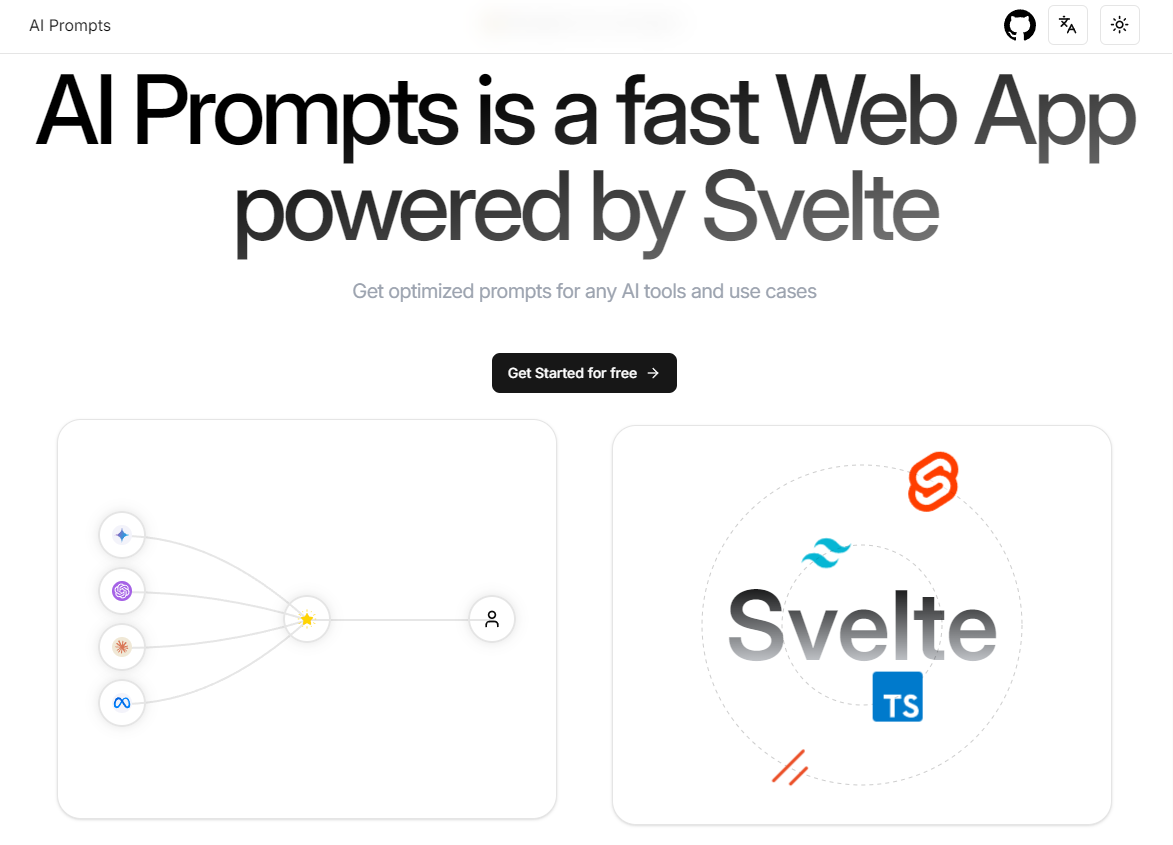 AI Prompts
AI Prompts is a fast Web App
powered by Svelte
Get optimized prompts for any AI tools and use cases
Get Started for free
Svelte
TS